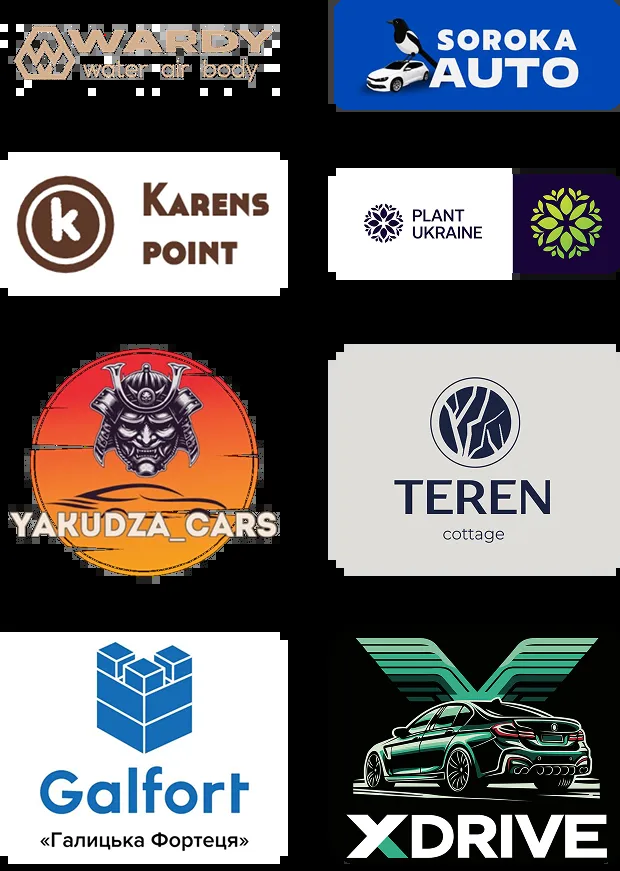 WARDY
water air body
SOROKA
AUTO
k
KARENS
POINT
PLANT
UKRAINE
YAKUDZA_CARS
TEREN
cottage
Galfort
«Галицька Фортеця»
XDRIVE